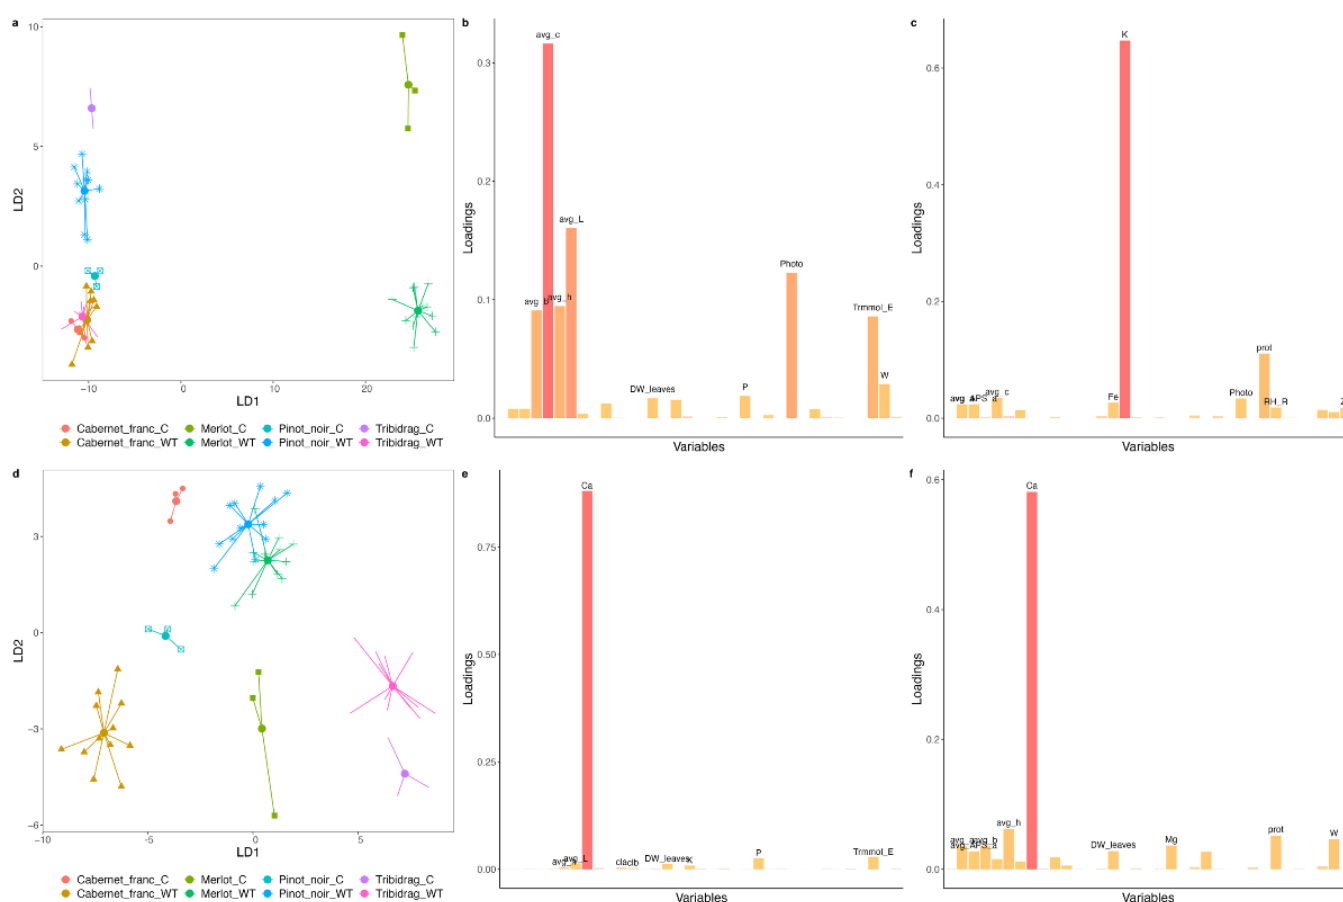 a
10
5
0
LD2
−10
0
10
20
LD1
Cabernet_franc_C
Merlot_C
Pinot_noir_C
Tribidrag_C
Cabernet_franc_WT
Merlot_WT
Pinot_noir_WT
Tribidrag_WT
b
0.3
0.2
0.1
0.0
Loadings
avg_c
avg_L
avg_b
avg_h
DW_leaves
P
Photo
Trmmol_E
W
Variables
c
0.6
0.4
0.2
0.0
Loadings
K
avg_c
Fe
Photo
prot
RH_R
Variables
d
3
0
−3
−6
LD2
−10
−5
0
5
LD1
Cabernet_franc_C
Merlot_C
Pinot_noir_C
Tribidrag_C
Cabernet_franc_WT
Merlot_WT
Pinot_noir_WT
Tribidrag_WT
e
0.75
0.50
0.25
0.00
Loadings
Ca
avg_L
DW_leaves
K
P
Trmmol_E
Variables
f
0.6
0.4
0.2
0.0
Loadings
Ca
avg_h
DW_leaves
Mg
prot
W
Variables